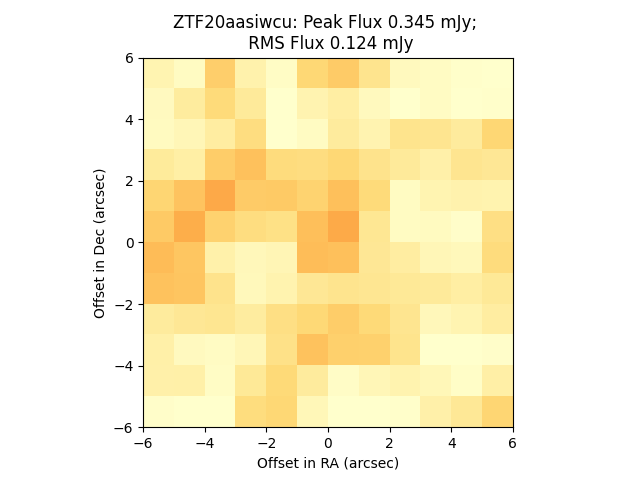 ZTF20aasiwcu: Peak Flux 0.345 mJy;
RMS Flux 0.124 mJy
6
4
2
0
−2
−4
−6
Offset in Dec (arcsec)
−6 −4 −2 0 2 4 6
Offset in RA (arcsec)